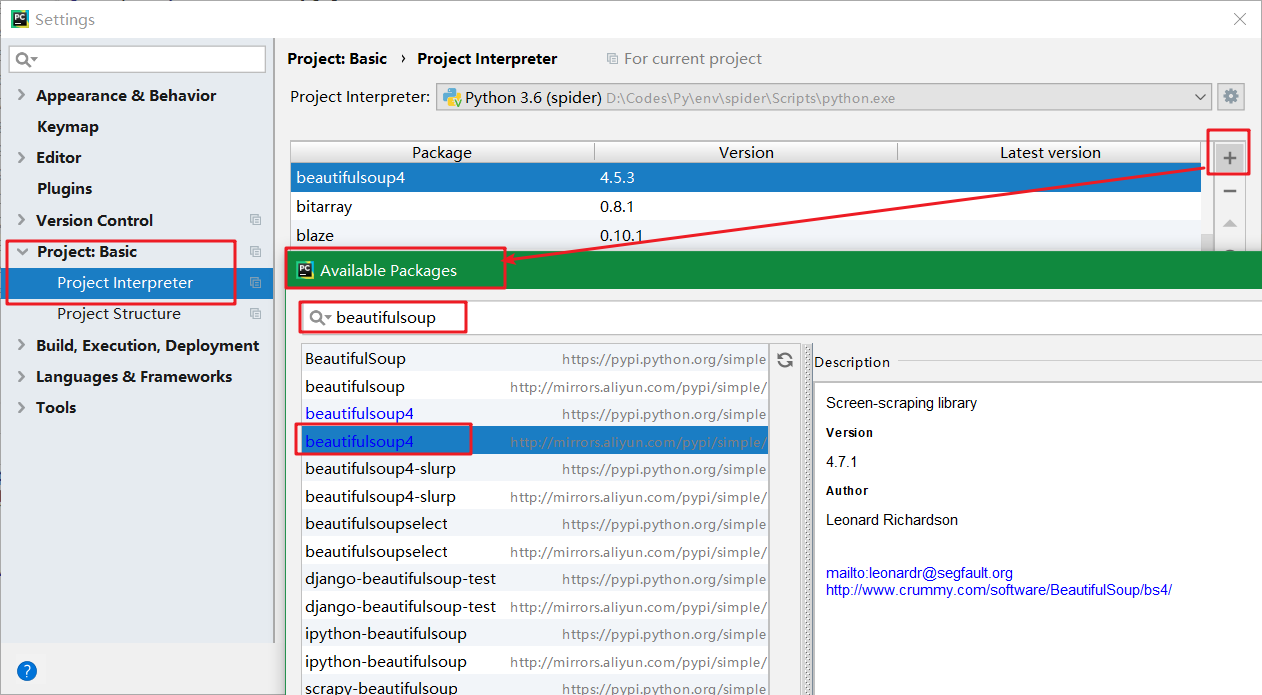 PC Settings
Appearance & Behavior
Keymap
Editor
Plugins
Version Control
Project: Basic
Project Interpreter
Project Structure
Build, Execution, Deployment
Languages & Frameworks
Tools
?
Project: Basic › Project Interpreter For current project
Project Interpreter: Python 3.6 (spider) D:\Codes\Py\env\spider\Scripts\python.exe
Package Version Latest version
beautifulsoup4 4.5.3
bitarray 0.8.1
blaze 0.10.1
PC Available Packages
beautifulsoup
BeautifulSoup https://pypi.python.org/simple
beautifulsoup http://mirrors.aliyun.com/pypi/simple/
beautifulsoup4 https://pypi.python.org/simple
beautifulsoup4 http://mirrors.aliyun.com/pypi/simple/
beautifulsoup4-slurp https://pypi.python.org/simple
beautifulsoup4-slurp http://mirrors.aliyun.com/pypi/simple/
beautifulsoupselect https://pypi.python.org/simple
beautifulsoupselect http://mirrors.aliyun.com/pypi/simple/
django-beautifulsoup-test https://pypi.python.org/simple
django-beautifulsoup-test http://mirrors.aliyun.com/pypi/simple/
ipython-beautifulsoup https://pypi.python.org/simple
ipython-beautifulsoup http://mirrors.aliyun.com/pypi/simple/
scrapy-beautifulsoup https://pypi.python.org/simple
Description
Screen-scraping library
Version
4.7.1
Author
Leonard Richardson
mailto:leonardr@segfault.org
http://www.crummy.com/software/BeautifulSoup/bs4/